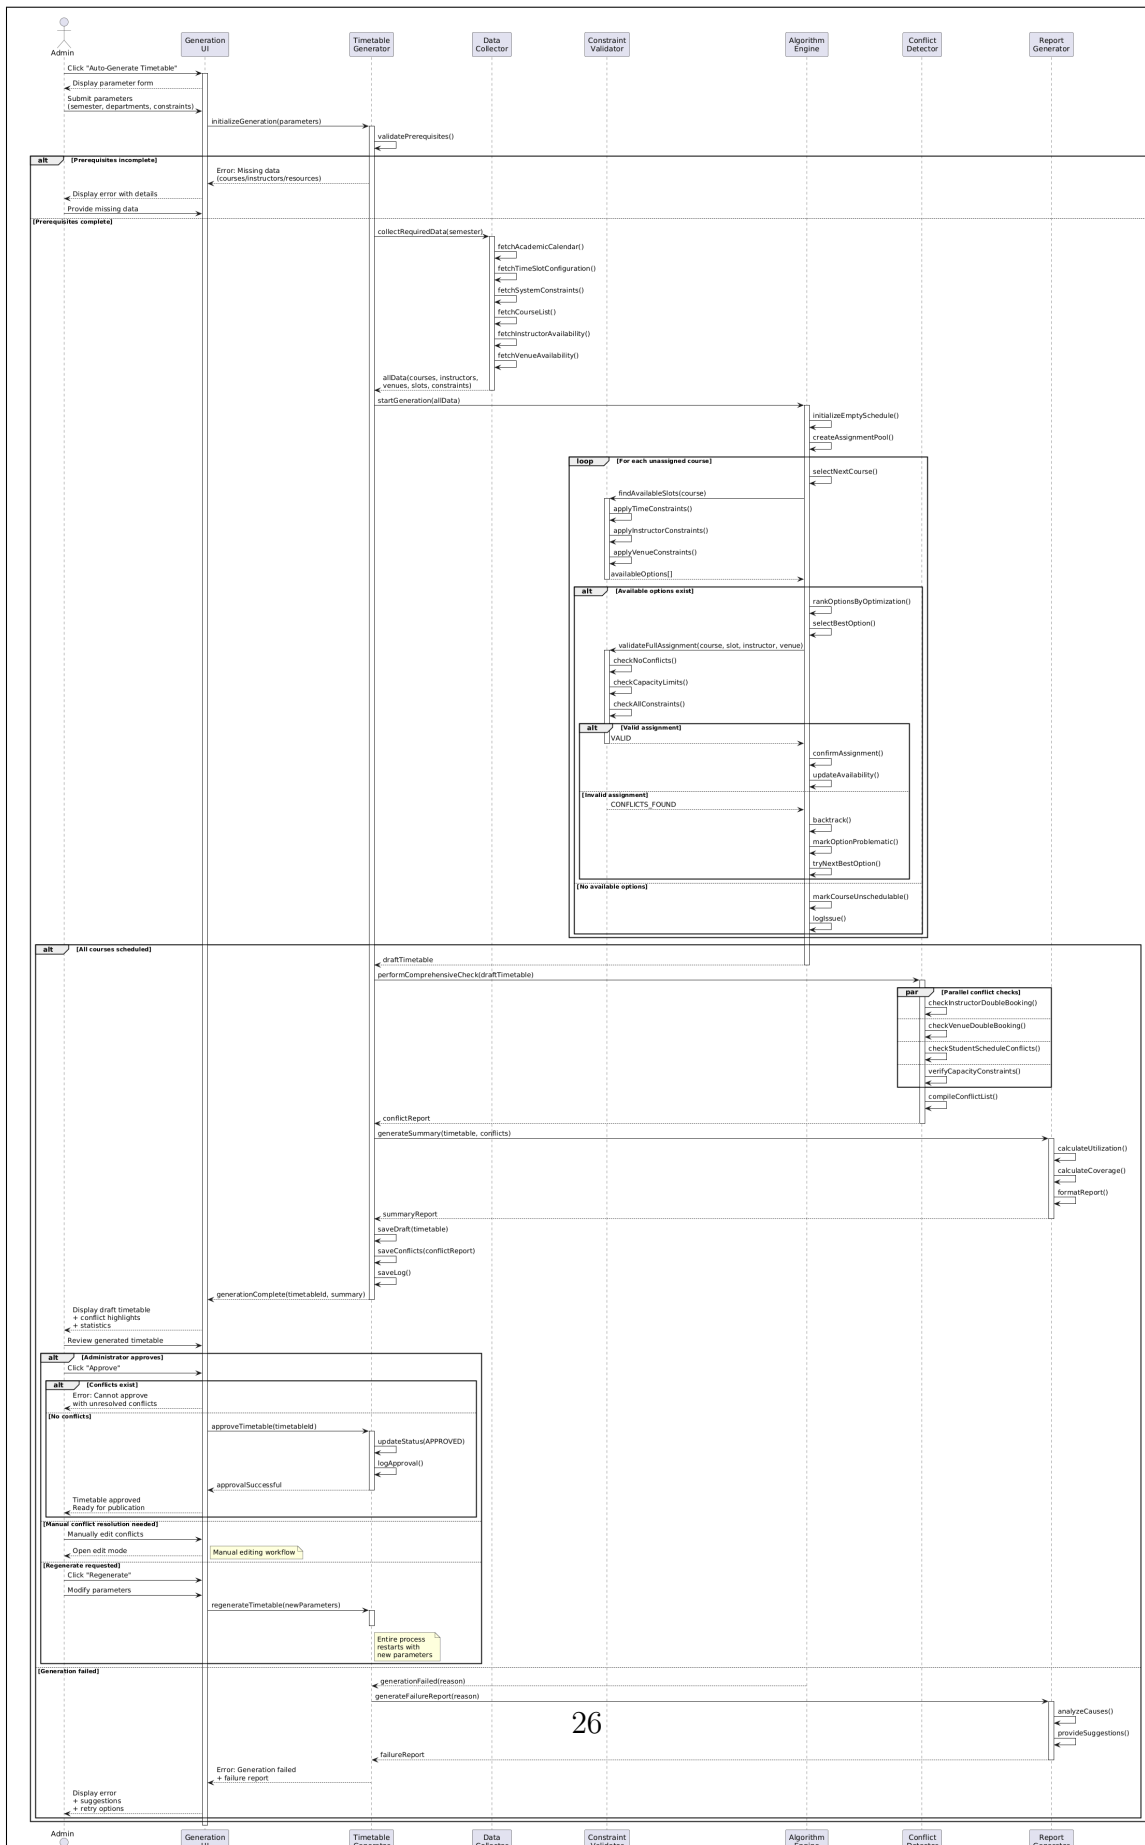 Admin
Generation
UI
Timetable
Generator
Data
Collector
Constraint
Validator
Algorithm
Engine
Conflict
Detector
Report
Generator
Click "Auto-Generate Timetable"
Display parameter form
Submit parameters
(semester, departments, constraints)
initializeGeneration(parameters)
validatePrerequisites()
alt [Prerequisites incomplete]
Error: Missing data
(courses/instructors/resources)
Display error with details
Provide missing data
[Prerequisites complete]
collectRequiredData(semester)
fetchAcademicCalendar()
fetchTimeSlotConfiguration()
fetchSystemConstraints()
fetchCourseList()
fetchInstructorAvailability()
fetchVenueAvailability()
allData(courses, instructors,
venues, slots, constraints)
startGeneration(allData)
initializeEmptySchedule()
createAssignmentPool()
loop [For each unassigned course]
selectNextCourse()
findAvailableSlots(course)
applyTimeConstraints()
applyInstructorConstraints()
applyVenueConstraints()
availableOptions[]
alt [Available options exist]
rankOptionsByOptimization()
selectBestOption()
validateFullAssignment(course, slot, instructor, venue)
checkNoConflicts()
checkCapacityLimits()
checkAllConstraints()
alt [Valid assignment]
VALID
confirmAssignment()
updateAvailability()
[Invalid assignment]
CONFLICTS_FOUND
backtrack()
markOptionProblematic()
tryNextBestOption()
[No available options]
markCourseUnschedulable()
logIssue()
alt [All courses scheduled]
draftTimetable
performComprehensiveCheck(draftTimetable)
par [Parallel conflict checks]
checkInstructorDoubleBooking()
checkVenueDoubleBooking()
checkStudentScheduleConflicts()
verifyCapacityConstraints()
compileConflictList()
conflictReport
generateSummary(timetable, conflicts)
calculateUtilization()
calculateCoverage()
formatReport()
summaryReport
saveDraft(timetable)
saveConflicts(conflictReport)
saveLog()
generationComplete(timetableId, summary)
Display draft timetable
+ conflict highlights
+ statistics
Review generated timetable
alt [Administrator approves]
Click "Approve"
alt [Conflicts exist]
Error: Cannot approve
with unresolved conflicts
[No conflicts]
approveTimetable(timetableId)
updateStatus(APPROVED)
logApproval()
approvalSuccessful
Timetable approved
Ready for publication
[Manual conflict resolution needed]
Manually edit conflicts
Open edit mode
Manual editing workflow
[Regenerate requested]
Click "Regenerate"
Modify parameters
regenerateTimetable(newParameters)
Entire process
restarts with
new parameters
[Generation failed]
generationFailed(reason)
generateFailureReport(reason)
26
analyzeCauses()
provideSuggestions()
failureReport
Error: Generation failed
+ failure report
Display error
+ suggestions
+ retry options
Admin
Generation
UI
Timetable
Generator
Data
Collector
Constraint
Validator
Algorithm
Engine
Conflict
Detector
Report
Generator